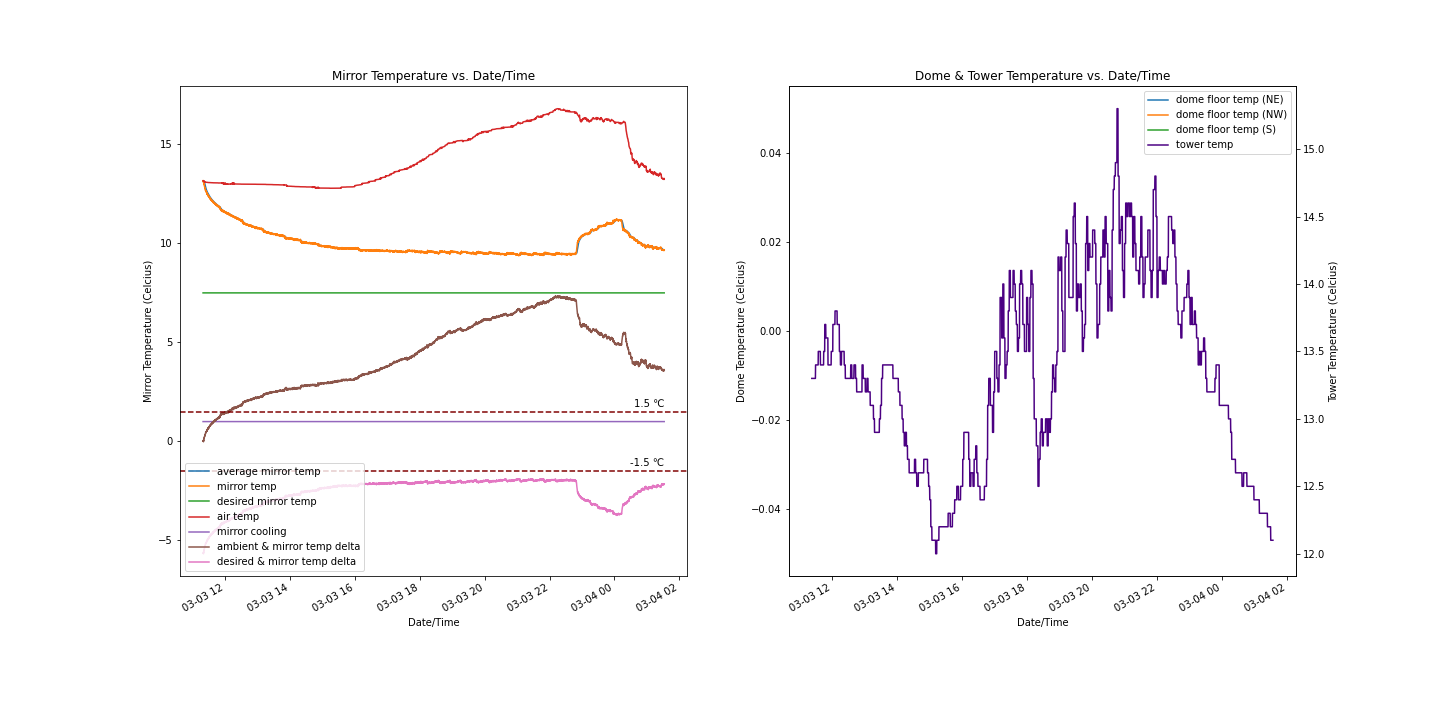 Mirror Temperature vs. Date/Time
Mirror Temperature (Celcius)
15
10
5
0
−5
1.5 °C
-1.5 °C
average mirror temp
mirror temp
desired mirror temp
air temp
mirror cooling
ambient & mirror temp delta
desired & mirror temp delta
03-03 12
03-03 14
03-03 16
03-03 18
03-03 20
03-03 22
03-04 00
03-04 02
Date/Time
Dome & Tower Temperature vs. Date/Time
Dome Temperature (Celcius)
0.04
0.02
0.00
−0.02
−0.04
dome floor temp (NE)
dome floor temp (NW)
dome floor temp (S)
tower temp
15.0
14.5
14.0
13.5
13.0
12.5
12.0
Tower Temperature (Celcius)
03-03 12
03-03 14
03-03 16
03-03 18
03-03 20
03-03 22
03-04 00
03-04 02
Date/Time